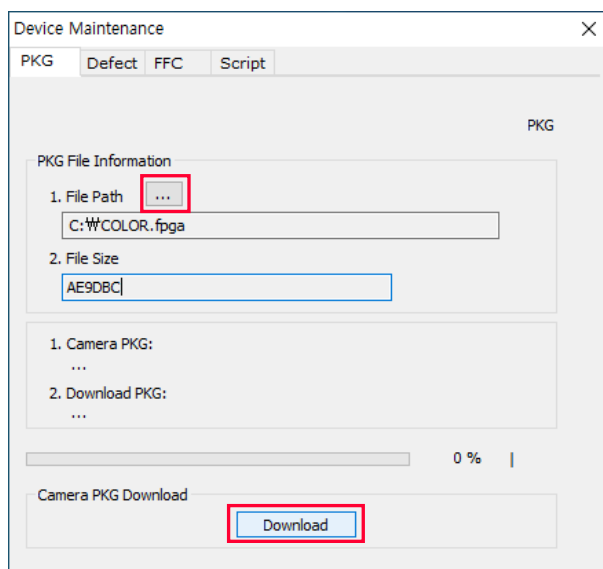 Device Maintenance
PKG Defect FFC Script
PKG
PKG File Information
1. File Path ...
C:₩COLOR.fpga
2. File Size
AE9DBC
1. Camera PKG:
...
2. Download PKG:
...
0 %
Camera PKG Download
Download